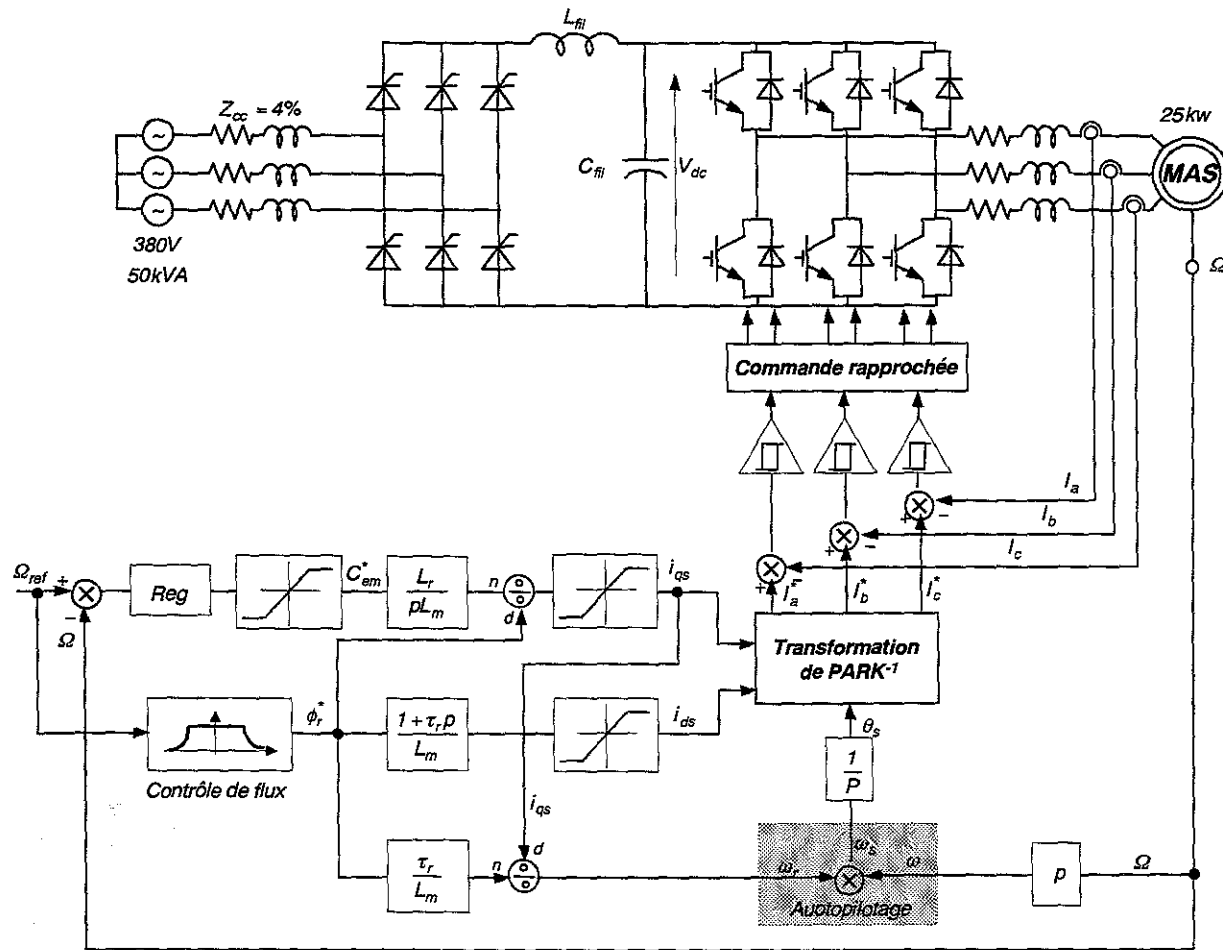 L_fil
Z_cc = 4%
25kw
MAS
C_fil
V_dc
380V
50kVA
Ω
Commande rapprochée
I_a
I_b
I_c
+
−
+
−
+
−
Ω_ref
+
−
Ω
Reg
C*_em
L_r
pL_m
n
d
i_qs
I*_a
I*_b
I*_c
Transformation
de PARK⁻¹
ϕ*_r
1 + τ_r p
L_m
i_ds
θ_s
Contrôle de flux
1
P
i_qs
τ_r
L_m
n
d
ω_r
ω_s
ω
p
Ω
Auotopilotage